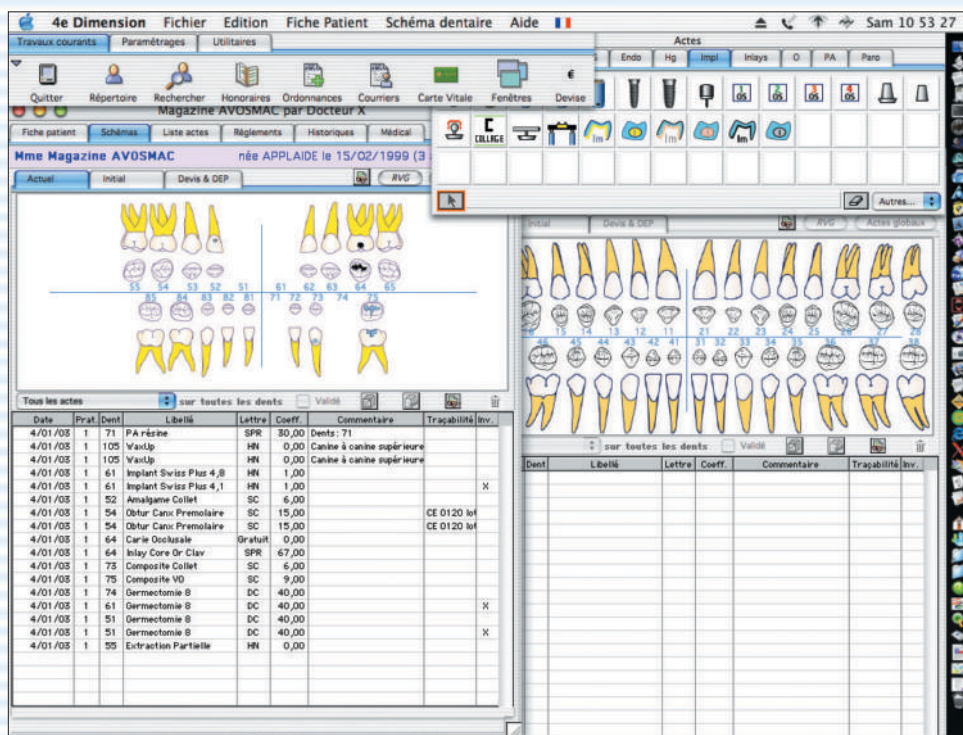 4e Dimension Fichier Edition Fiche Patient Schéma dentaire Aide Sam 10 53 27
Travaux courants Paramétrages Utilitaires
Quitter Répertoire Rechercher Honoraires Ordonnances Courriers Carte Vitale Fenêtres Devise
Actes
Endo Hg Impl Inlays O PA Paro
OS OS OS OS
C COLLAGE Im Im Im
Autres...
Magazine AVOSMAC par Docteur X
Fiche patient Schémas Liste actes Règlements Historiques Médical
Mme Magazine AVOSMAC née APPLAIDE le 15/02/1999 (3
Actuel Initial Devis & DEP RVG
55 54 53 52 51 61 62 63 64 65
85 84 83 82 81 71 72 73 74 75
Tous les actes sur toutes les dents Validé
Date Prat. Dent Libellé Lettre Coeff. Commentaire Traçabilité Inv.
4/01/03 1 71 PA résine SPR 30,00 Dents : 71
4/01/03 1 105 WaxUp HN 0,00 Canine à canine supérieure
4/01/03 1 105 WaxUp HN 0,00 Canine à canine supérieure
4/01/03 1 61 Implant Swiss Plus 4,8 HN 1,00
4/01/03 1 61 Implant Swiss Plus 4,1 HN 1,00 X
4/01/03 1 52 Amalgame Collet SC 6,00
4/01/03 1 54 Obtur Canx Premolaire SC 15,00 CE 0120 lot
4/01/03 1 54 Obtur Canx Premolaire SC 15,00 CE 0120 lot
4/01/03 1 64 Carie Occlusale Gratuit 0,00
4/01/03 1 64 Inlay Core Or Clav SPR 67,00
4/01/03 1 73 Composite Collet SC 6,00
4/01/03 1 75 Composite VO SC 9,00
4/01/03 1 74 Germectomie 8 DC 40,00
4/01/03 1 61 Germectomie 8 DC 40,00 X
4/01/03 1 51 Germectomie 8 DC 40,00
4/01/03 1 51 Germectomie 8 DC 40,00 X
4/01/03 1 55 Extraction Partielle HN 0,00
Initial Devis & DEP RVG Actes globaux
15 14 13 12 11 21 22 23 24 25 26 27 28
46 45 44 43 42 41 31 32 33 34 35 36 37 38
sur toutes les dents Validé
Dent Libellé Lettre Coeff. Commentaire Traçabilité Inv.